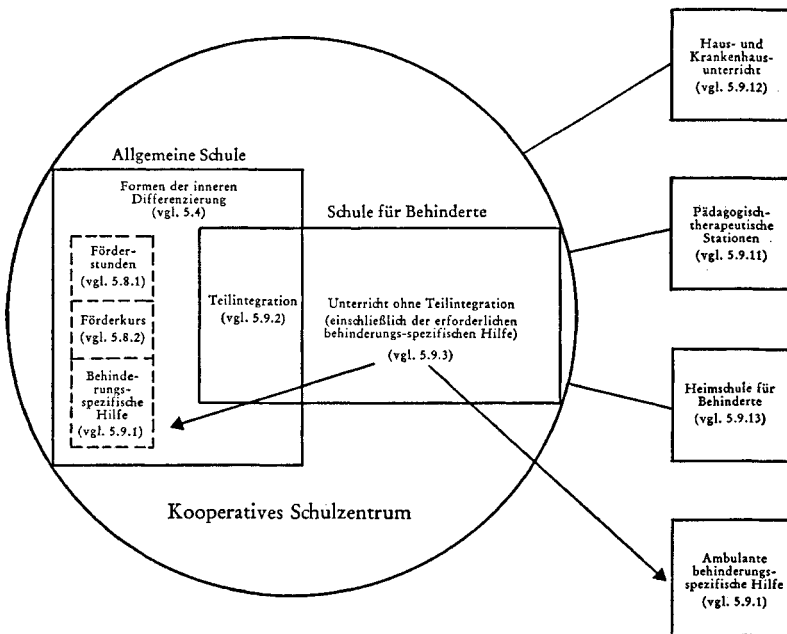 Haus- und
Krankenhaus-
unterricht
(vgl. 5.9.12)
Allgemeine Schule
Formen der inneren
Differenzierung
(vgl. 5.4)
Schule für Behinderte
Pädagogisch-
therapeutische
Stationen
(vgl. 5.9.11)
Förder-
stunden
(vgl. 5.8.1)
Förderkurs
(vgl. 5.8.2)
Behinde-
rungs-
spezifische
Hilfe
(vgl. 5.9.1)
Teilintegration
(vgl. 5.9.2)
Unterricht ohne Teilintegration
(einschließlich der erforderlichen
behinderungs-spezifischen Hilfe)
(vgl. 5.9.3)
Heimschule für
Behinderte
(vgl. 5.9.13)
Kooperatives Schulzentrum
Ambulante
behinderungs-
spezifische Hilfe
(vgl. 5.9.1)